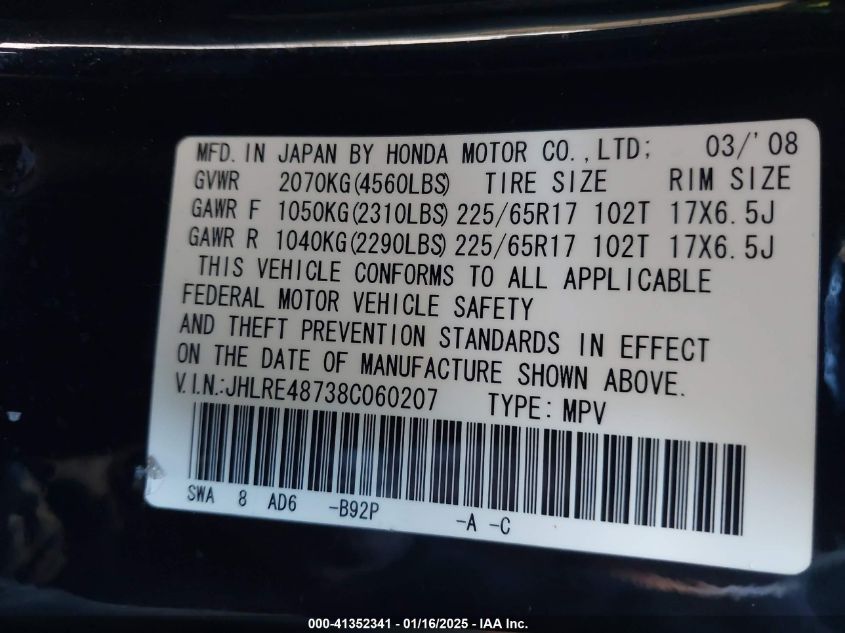 MFD. IN JAPAN BY HONDA MOTOR CO.,LTD; 03/'08
GVWR 2070KG(4560LBS) TIRE SIZE RIM SIZE
GAWR F 1050KG(2310LBS) 225/65R17 102T 17X6.5J
GAWR R 1040KG(2290LBS) 225/65R17 102T 17X6.5J
THIS VEHICLE CONFORMS TO ALL APPLICABLE
FEDERAL MOTOR VEHICLE SAFETY
AND THEFT PREVENTION STANDARDS IN EFFECT
ON THE DATE OF MANUFACTURE SHOWN ABOVE.
V.I.N.:JHLRE48738C060207 TYPE: MPV
SWA 8 AD6 -B92P -A -C
000-41352341 - 01/16/2025 - IAA Inc.